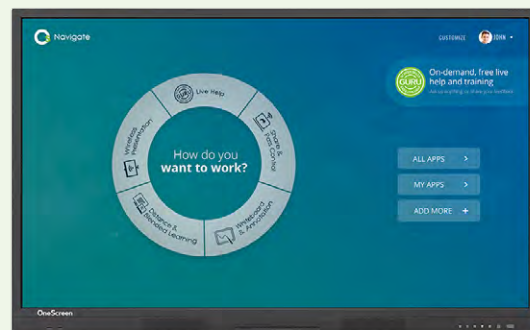 Navigate
CUSTOMIZE
JOHN
GURU
On-demand, free live
help and training
Live Help
Share &
Pass Control
Whiteboard
& Annotation
Distance &
Blended Learning
Wireless
Presentation
How do you
want to work?
ALL APPS >
MY APPS >
ADD MORE +
OneScreen